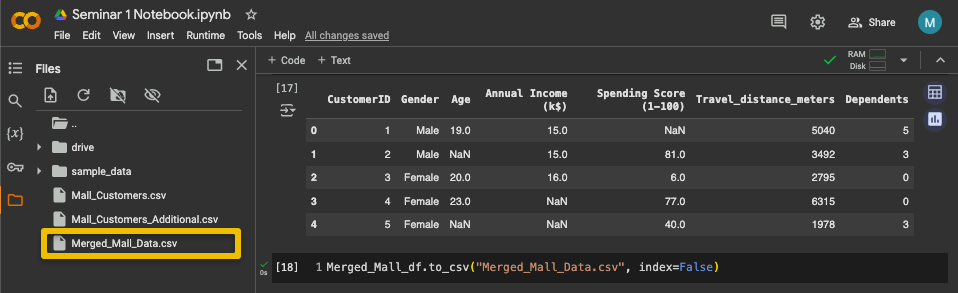 Seminar 1 Notebook.ipynb
File Edit View Insert Runtime Tools Help All changes saved
Share
M
Files
+ Code + Text
RAM
Disk
..
drive
sample_data
Mall_Customers.csv
Mall_Customers_Additional.csv
Merged_Mall_Data.csv
{x}
[17]
CustomerID Gender Age Annual Income (k$) Spending Score (1-100) Travel_distance_meters Dependents
0 1 Male 19.0 15.0 NaN 5040 5
1 2 Male NaN 15.0 81.0 3492 3
2 3 Female 20.0 16.0 6.0 2795 0
3 4 Female 23.0 NaN 77.0 6315 0
4 5 Female NaN NaN 40.0 1978 3
0s
[18] 1 Merged_Mall_df.to_csv("Merged_Mall_Data.csv", index=False)